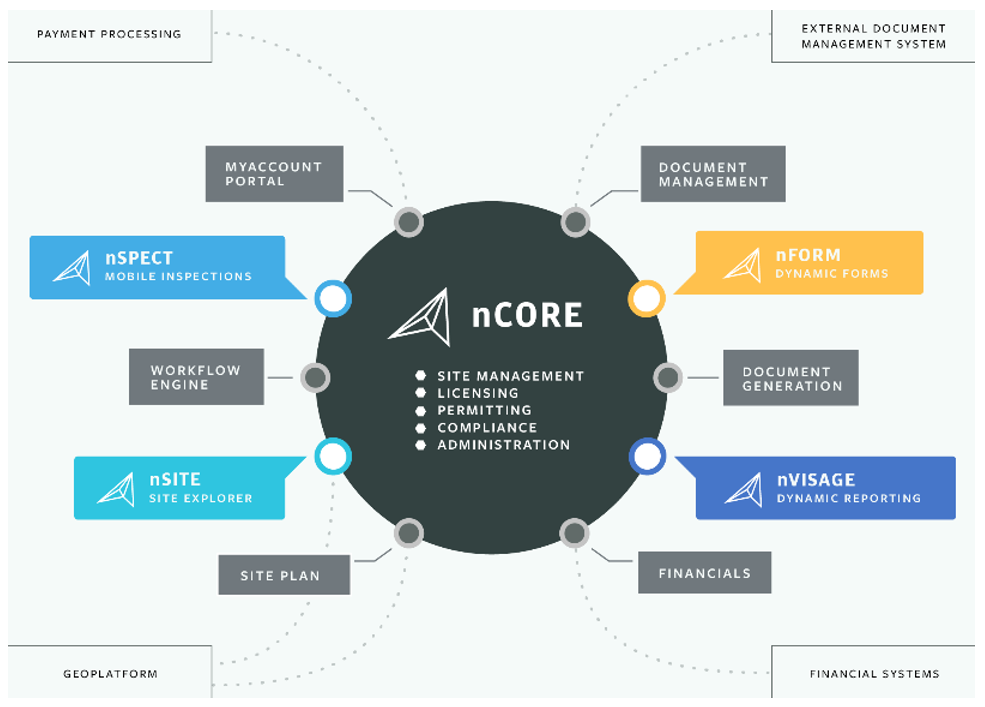 PAYMENT PROCESSING
EXTERNAL DOCUMENT
MANAGEMENT SYSTEM
MYACCOUNT
PORTAL
DOCUMENT
MANAGEMENT
nSPECT
MOBILE INSPECTIONS
nFORM
DYNAMIC FORMS
nCORE
SITE MANAGEMENT
LICENSING
PERMITTING
COMPLIANCE
ADMINISTRATION
WORKFLOW
ENGINE
DOCUMENT
GENERATION
nSITE
SITE EXPLORER
nVISAGE
DYNAMIC REPORTING
SITE PLAN
FINANCIALS
GEOPLATFORM
FINANCIAL SYSTEMS